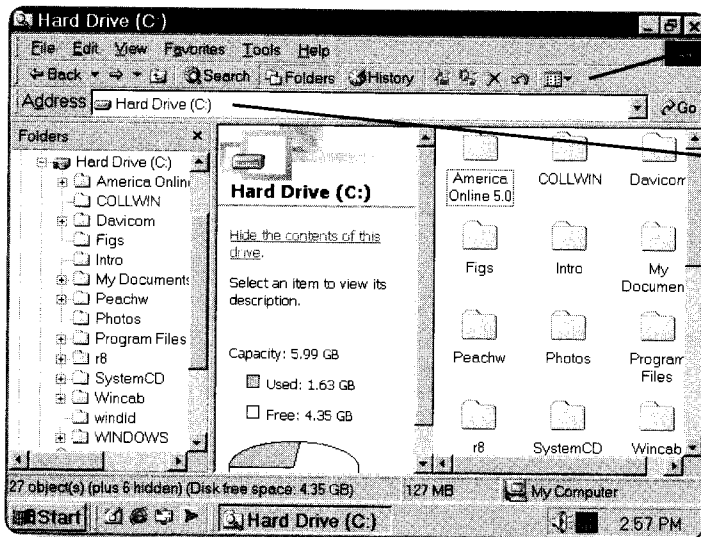 Hard Drive (C:)
File Edit View Favorites Tools Help
Back Search Folders History
Address Hard Drive (C:) Go
Folders
Hard Drive (C:)
America Onlin
COLLWIN
Davicom
Figs
Intro
My Documents
Peachw
Photos
Program Files
r8
SystemCD
Wincab
windld
WINDOWS
Hard Drive (C:)
Hide the contents of this
drive.
Select an item to view its
description.
Capacity: 5.99 GB
Used: 1.63 GB
Free: 4.35 GB
America
Online 5.0
COLLWIN
Davicom
Figs
Intro
My
Documen
Peachw
Photos
Program
Files
r8
SystemCD
Wincab
27 object(s) (plus 6 hidden) (Disk free space: 4.35 GB) 127 MB My Computer
Start Hard Drive (C:) 2:57 PM